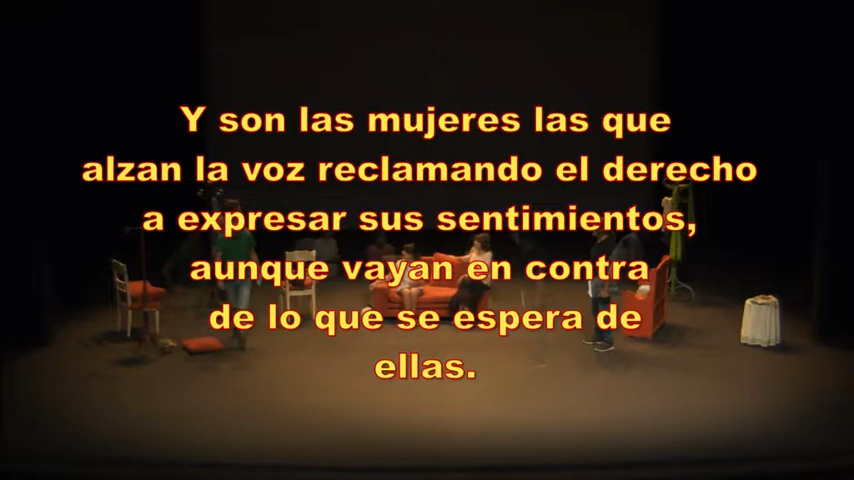 Y son las mujeres las que
alzan la voz reclamando el derecho
a expresar sus sentimientos,
aunque vayan en contra
de lo que se espera de
ellas.